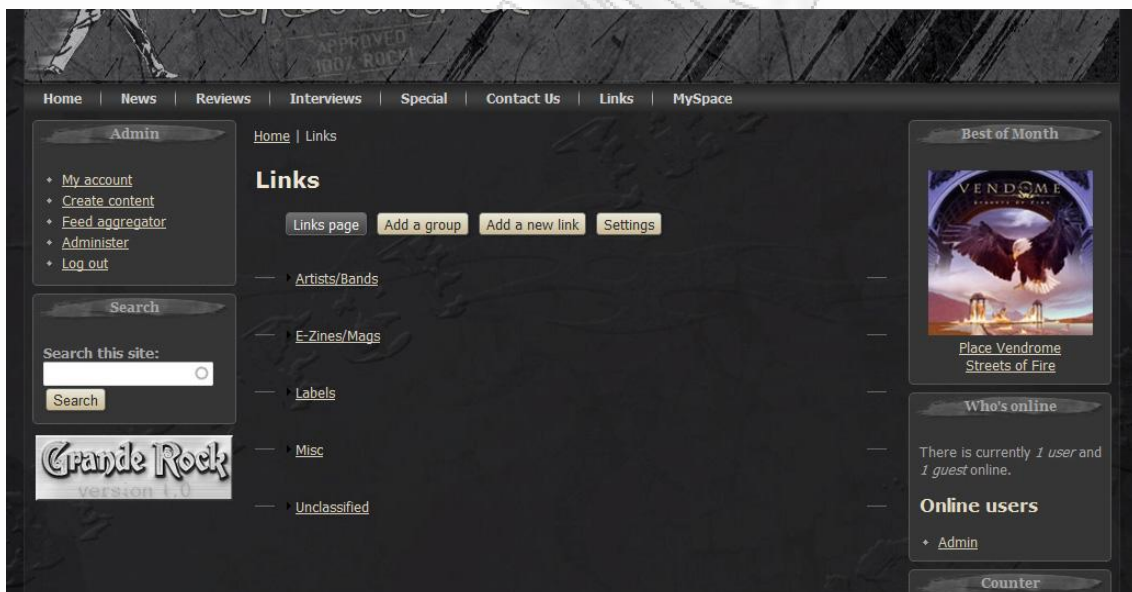 APPROVED
100% ROCK!
Home | News | Reviews | Interviews | Special | Contact Us | Links | MySpace
Admin
My account
Create content
Feed aggregator
Administer
Log out
Search
Search this site:
Search
Grande Rock
version 1.0
Home | Links
Links
Links page
Add a group
Add a new link
Settings
Artists/Bands
E-Zines/Mags
Labels
Misc
Unclassified
Best of Month
VENDOME
STREETS OF FIRE
Place Vendrome
Streets of Fire
Who's online
There is currently 1 user and
1 guest online.
Online users
Admin
Counter